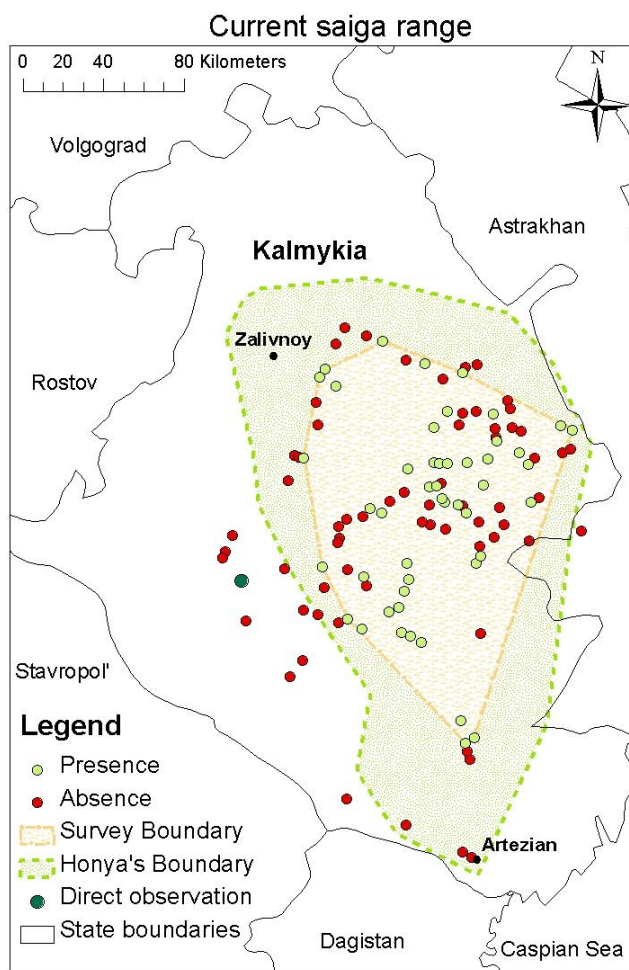 Current saiga range
0 20 40 80 Kilometers
N
Volgograd
Astrakhan
Kalmykia
Zalivnoy
Rostov
Stavropol'
Legend
Presence
Absence
Survey Boundary
Honya's Boundary
Direct observation
State boundaries
Artezian
Dagistan
Caspian Sea